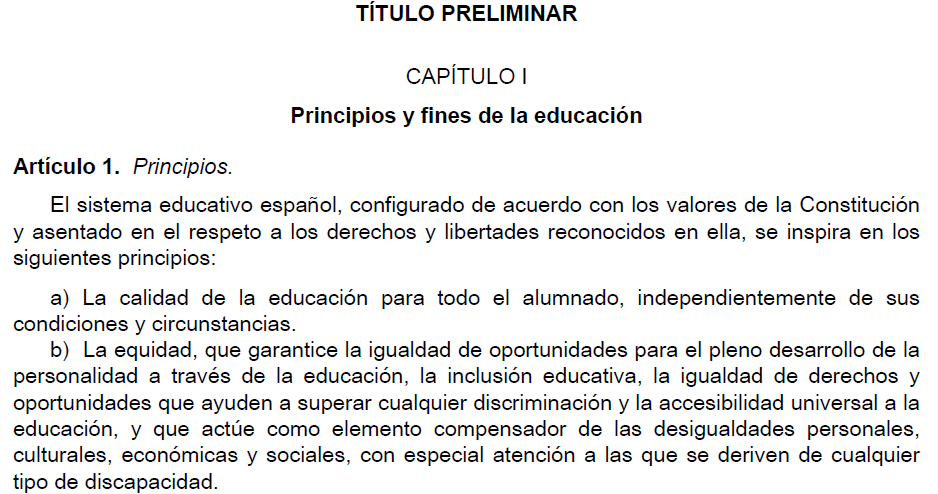 TÍTULO PRELIMINAR
CAPÍTULO I
Principios y fines de la educación
Artículo 1. Principios.
El sistema educativo español, configurado de acuerdo con los valores de la Constitución
y asentado en el respeto a los derechos y libertades reconocidos en ella, se inspira en los
siguientes principios:
a) La calidad de la educación para todo el alumnado, independientemente de sus
condiciones y circunstancias.
b) La equidad, que garantice la igualdad de oportunidades para el pleno desarrollo de la
personalidad a través de la educación, la inclusión educativa, la igualdad de derechos y
oportunidades que ayuden a superar cualquier discriminación y la accesibilidad universal a la
educación, y que actúe como elemento compensador de las desigualdades personales,
culturales, económicas y sociales, con especial atención a las que se deriven de cualquier
tipo de discapacidad.